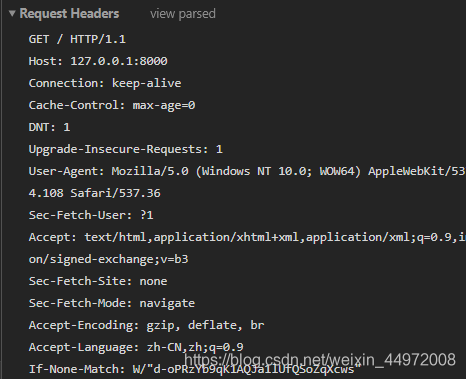 ▼ Request Headers view parsed
GET / HTTP/1.1
Host: 127.0.0.1:8000
Connection: keep-alive
Cache-Control: max-age=0
DNT: 1
Upgrade-Insecure-Requests: 1
User-Agent: Mozilla/5.0 (Windows NT 10.0; WOW64) AppleWebKit/53
4.108 Safari/537.36
Sec-Fetch-User: ?1
Accept: text/html,application/xhtml+xml,application/xml;q=0.9,i
on/signed-exchange;v=b3
Sec-Fetch-Site: none
Sec-Fetch-Mode: navigate
Accept-Encoding: gzip, deflate, br
Accept-Language: zh-CN,zh;q=0.9
https://blog.csdn.net/weixin_44972008
If-None-Match: